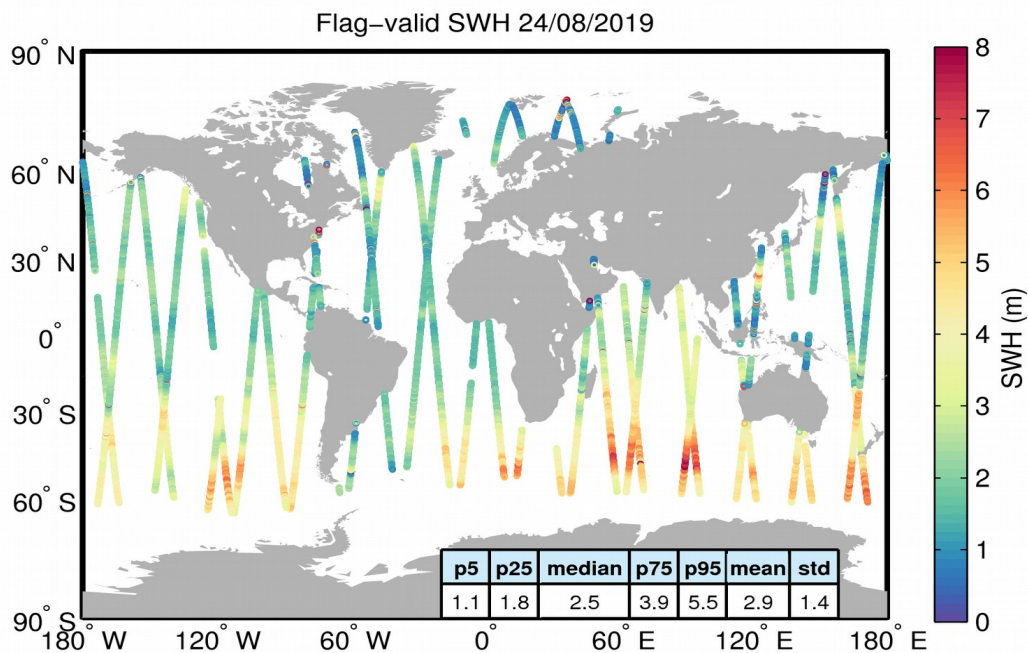 Flag−valid SWH 24/08/2019
90° N
60° N
30° N
0°
30° S
60° S
90° S
180° W
120° W
60° W
0°
60° E
120° E
180° E
p5 p25 median p75 p95 mean std
1.1 1.8 2.5 3.9 5.5 2.9 1.4
8
7
6
5
4
3
2
1
0
SWH (m)